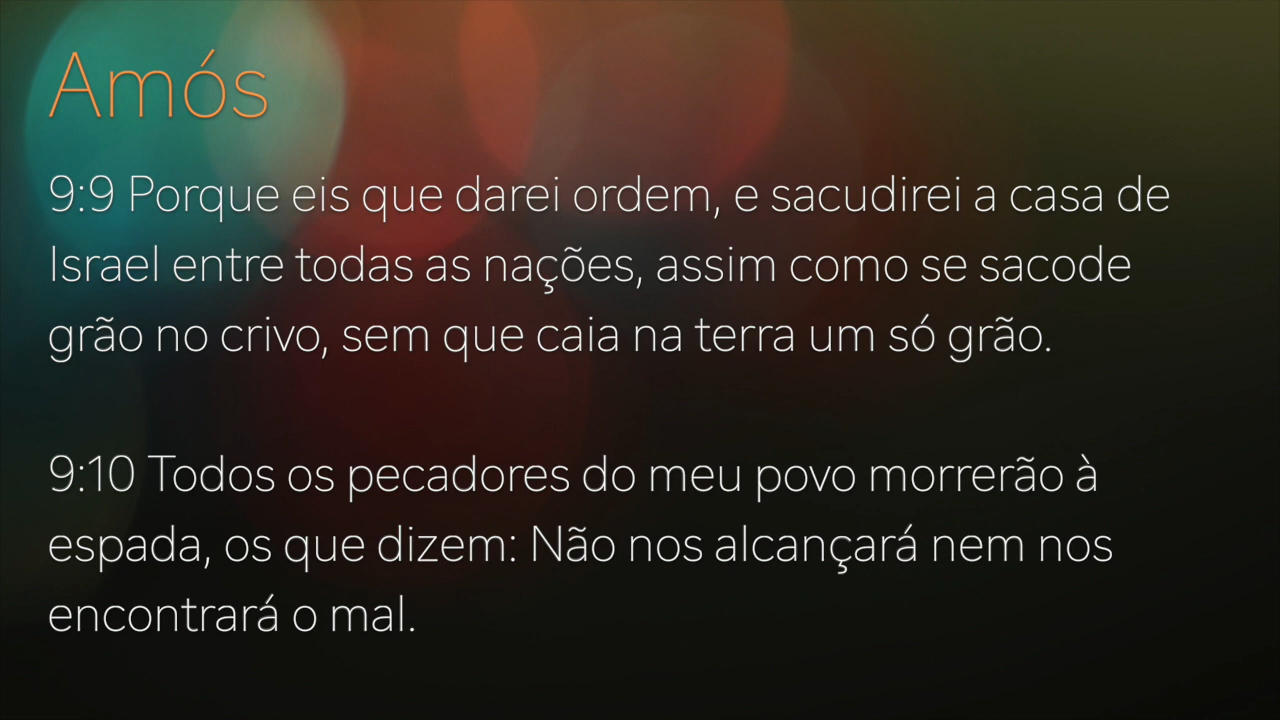 Amós
9:9 Porque eis que darei ordem, e sacudirei a casa de
Israel entre todas as nações, assim como se sacode
grão no crivo, sem que caia na terra um só grão.
9:10 Todos os pecadores do meu povo morrerão à
espada, os que dizem: Não nos alcançará nem nos
encontrará o mal.